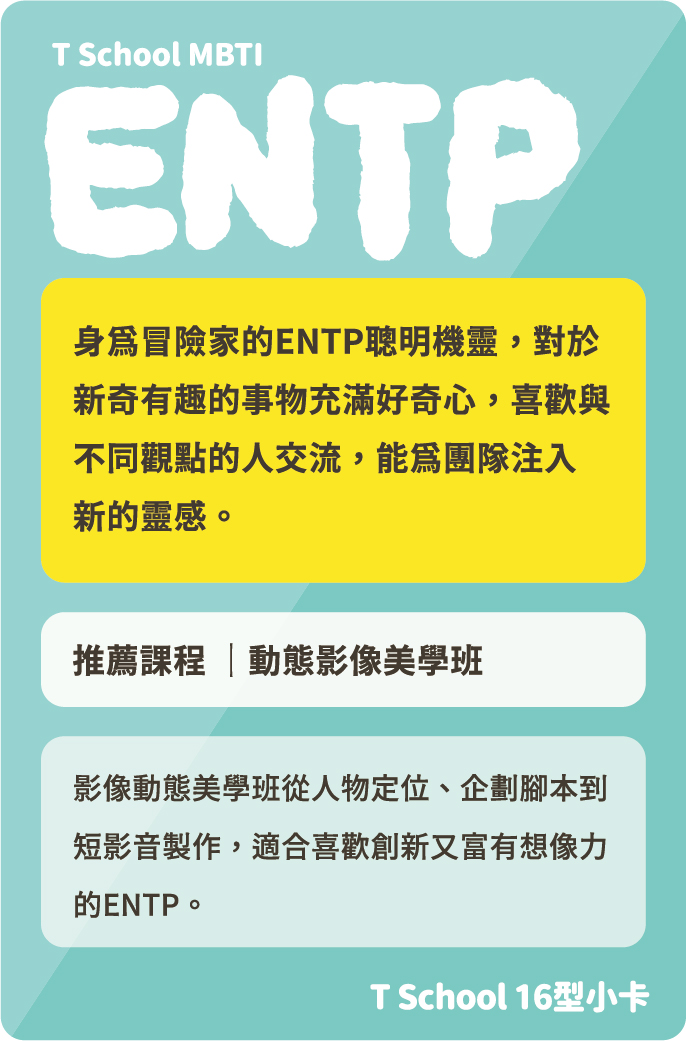 T School MBTI
ENTP
身爲冒險家的ENTP聰明機靈，對於
新奇有趣的事物充滿好奇心，喜歡與
不同觀點的人交流，能爲團隊注入
新的靈感。
推薦課程｜動態影像美學班
影像動態美學班從人物定位、企劃腳本到
短影音製作，適合喜歡創新又富有想像力
的ENTP。
T School 16型小卡